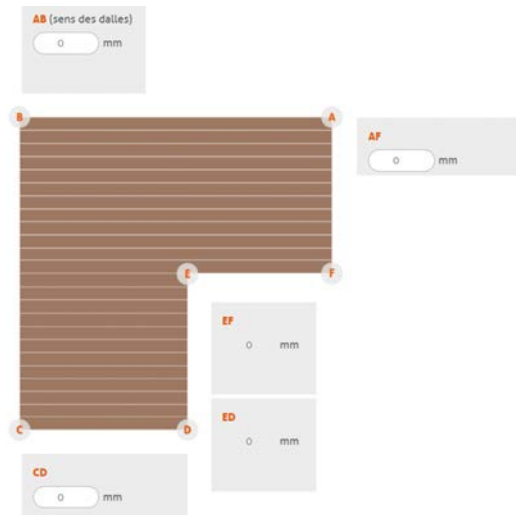 AB (sens des dalles)
0 mm
B
A
AF
0 mm
E
F
EF
0 mm
ED
0 mm
C
D
CD
0 mm